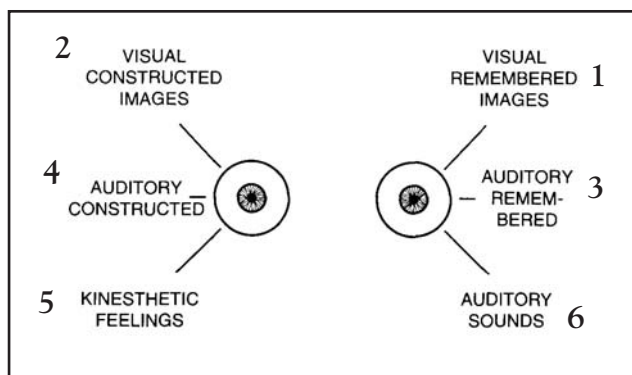 2
VISUAL
CONSTRUCTED
IMAGES
VISUAL
REMEMBERED
IMAGES
1
4
AUDITORY
CONSTRUCTED
AUDITORY
REMEM-
BERED
3
5
KINESTHETIC
FEELINGS
AUDITORY
SOUNDS
6